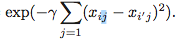 exp(−γ ∑_{j=1} (x_{ij} − x_{i′j})²).